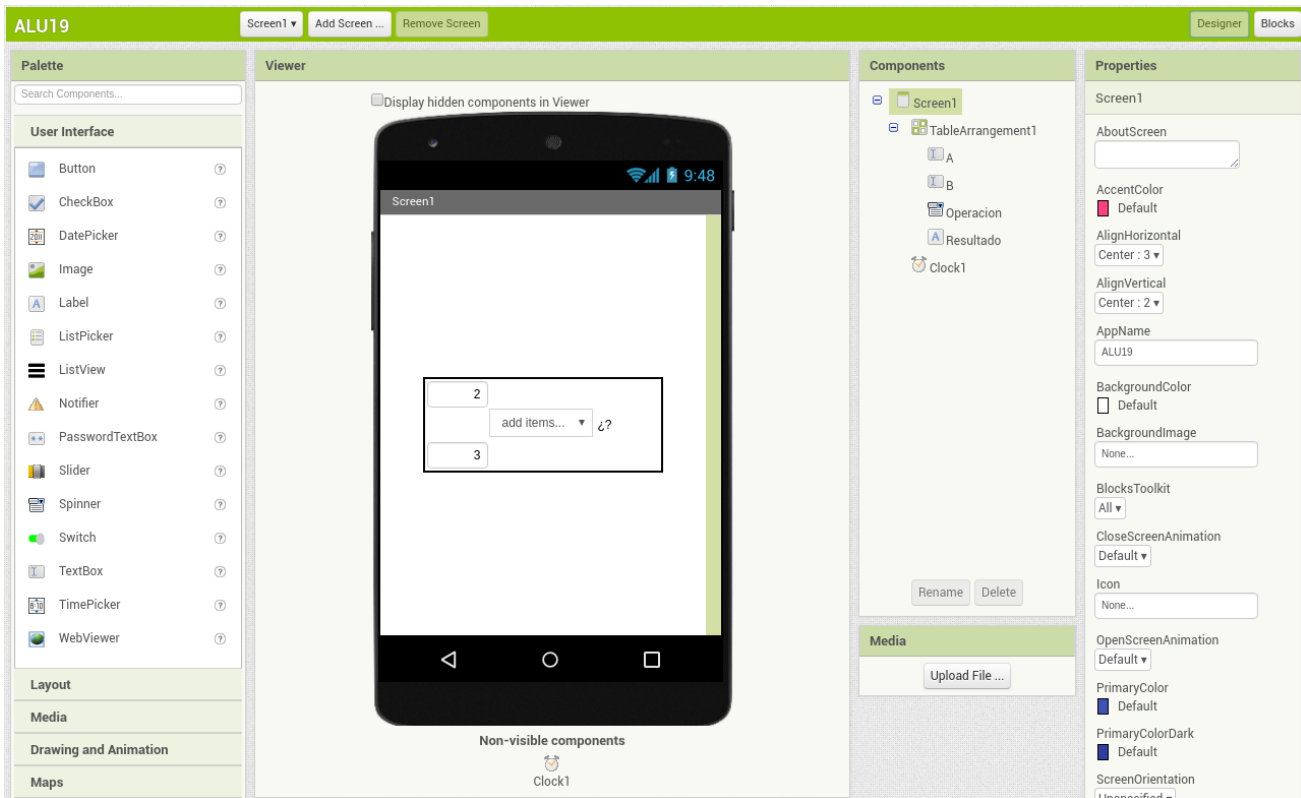 ALU19
Screen1 ▾
Add Screen ...
Remove Screen
Designer
Blocks
Palette
Search Components...
User Interface
Button
CheckBox
DatePicker
Image
Label
ListPicker
ListView
Notifier
PasswordTextBox
Slider
Spinner
Switch
TextBox
TimePicker
WebViewer
Layout
Media
Drawing and Animation
Maps
Viewer
Display hidden components in Viewer
9:48
Screen1
2
add items... ▾
¿?
3
Non-visible components
Clock1
Components
Screen1
TableArrangement1
A
B
Operacion
Resultado
Clock1
Rename
Delete
Media
Upload File ...
Properties
Screen1
AboutScreen
AccentColor
Default
AlignHorizontal
Center : 3 ▾
AlignVertical
Center : 2 ▾
AppName
ALU19
BackgroundColor
Default
BackgroundImage
None...
BlocksToolkit
All ▾
CloseScreenAnimation
Default ▾
Icon
None...
OpenScreenAnimation
Default ▾
PrimaryColor
Default
PrimaryColorDark
Default
ScreenOrientation
Unspecified ▾